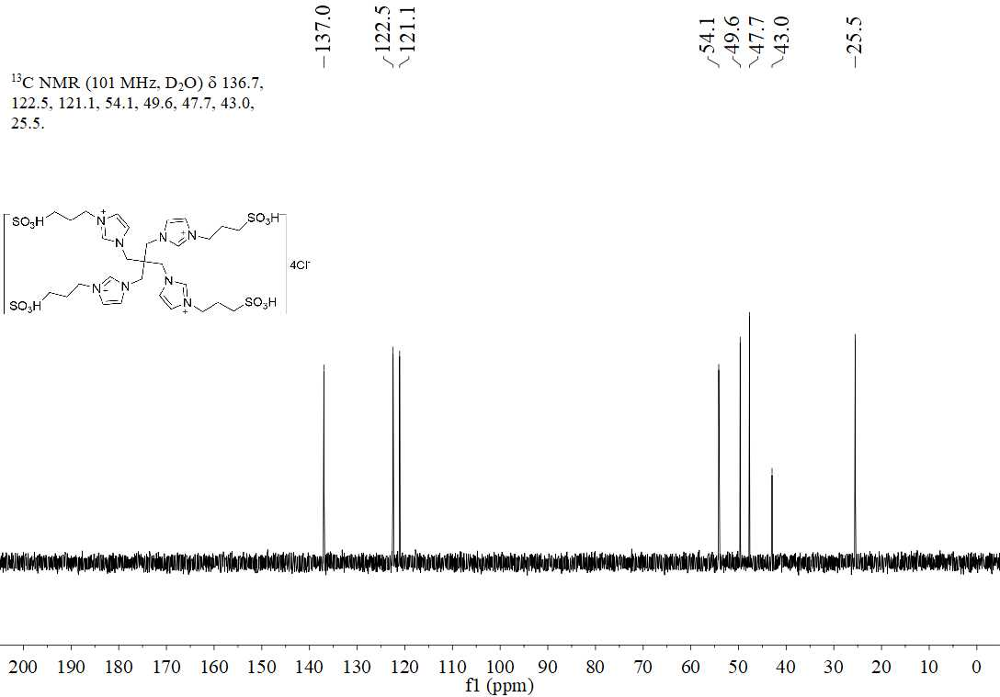 137.0
122.5
121.1
54.1
49.6
47.7
43.0
25.5
¹³C NMR (101 MHz, D₂O) δ 136.7,
122.5, 121.1, 54.1, 49.6, 47.7, 43.0,
25.5.
SO₃H
N
+
N
N
+
N
SO₃H
4Cl⁻
SO₃H
N
+
N
N
N
+
SO₃H
200 190 180 170 160 150 140 130 120 110 100 90 80 70 60 50 40 30 20 10 0
f1 (ppm)